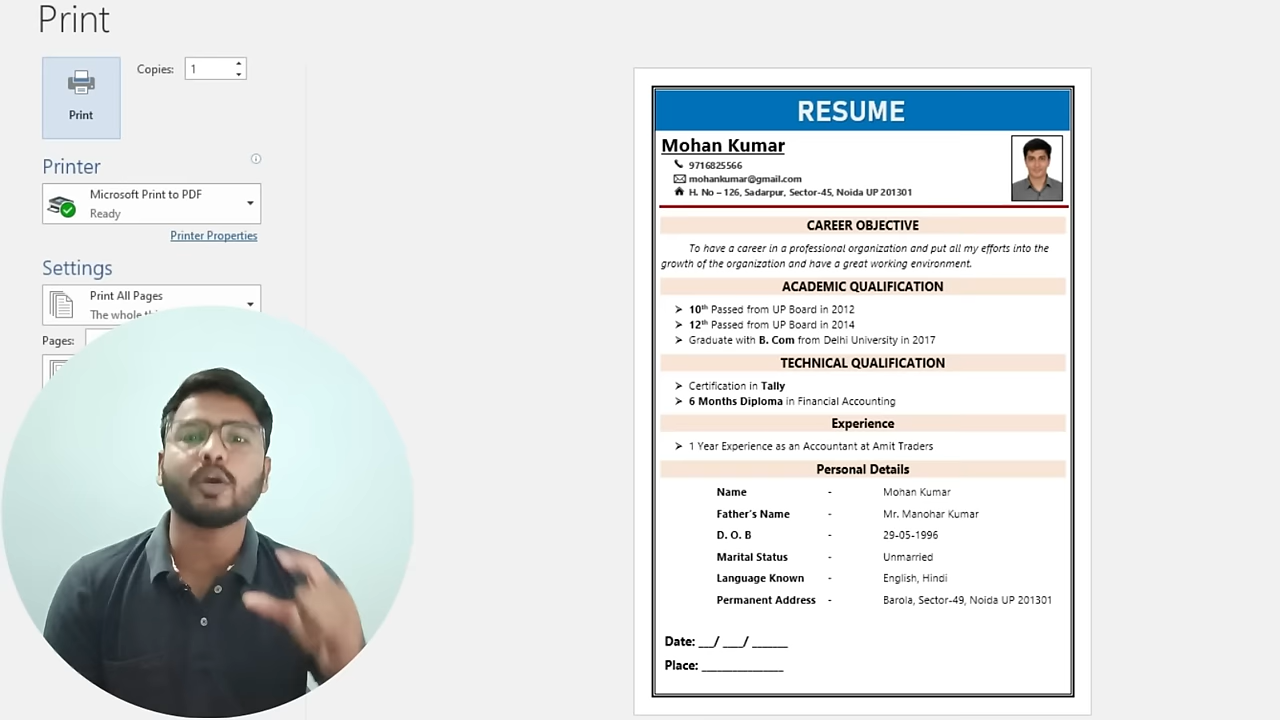 Print
Copies: 1
Print
Printer
Microsoft Print to PDF
Ready
Printer Properties
Settings
Print All Pages
The whole
Pages:
RESUME
Mohan Kumar
9716825566
mohankumar@gmail.com
H. No – 126, Sadarpur, Sector-45, Noida UP 201301
CAREER OBJECTIVE
To have a career in a professional organization and put all my efforts into the
growth of the organization and have a great working environment.
ACADEMIC QUALIFICATION
➢ 10th Passed from UP Board in 2012
➢ 12th Passed from UP Board in 2014
➢ Graduate with B. Com from Delhi University in 2017
TECHNICAL QUALIFICATION
➢ Certification in Tally
➢ 6 Months Diploma in Financial Accounting
Experience
➢ 1 Year Experience as an Accountant at Amit Traders
Personal Details
Name - Mohan Kumar
Father's Name - Mr. Manohar Kumar
D. O. B - 29-05-1996
Marital Status - Unmarried
Language Known - English, Hindi
Permanent Address - Barola, Sector-49, Noida UP 201301
Date: ___/ ____/ _______
Place: ________________